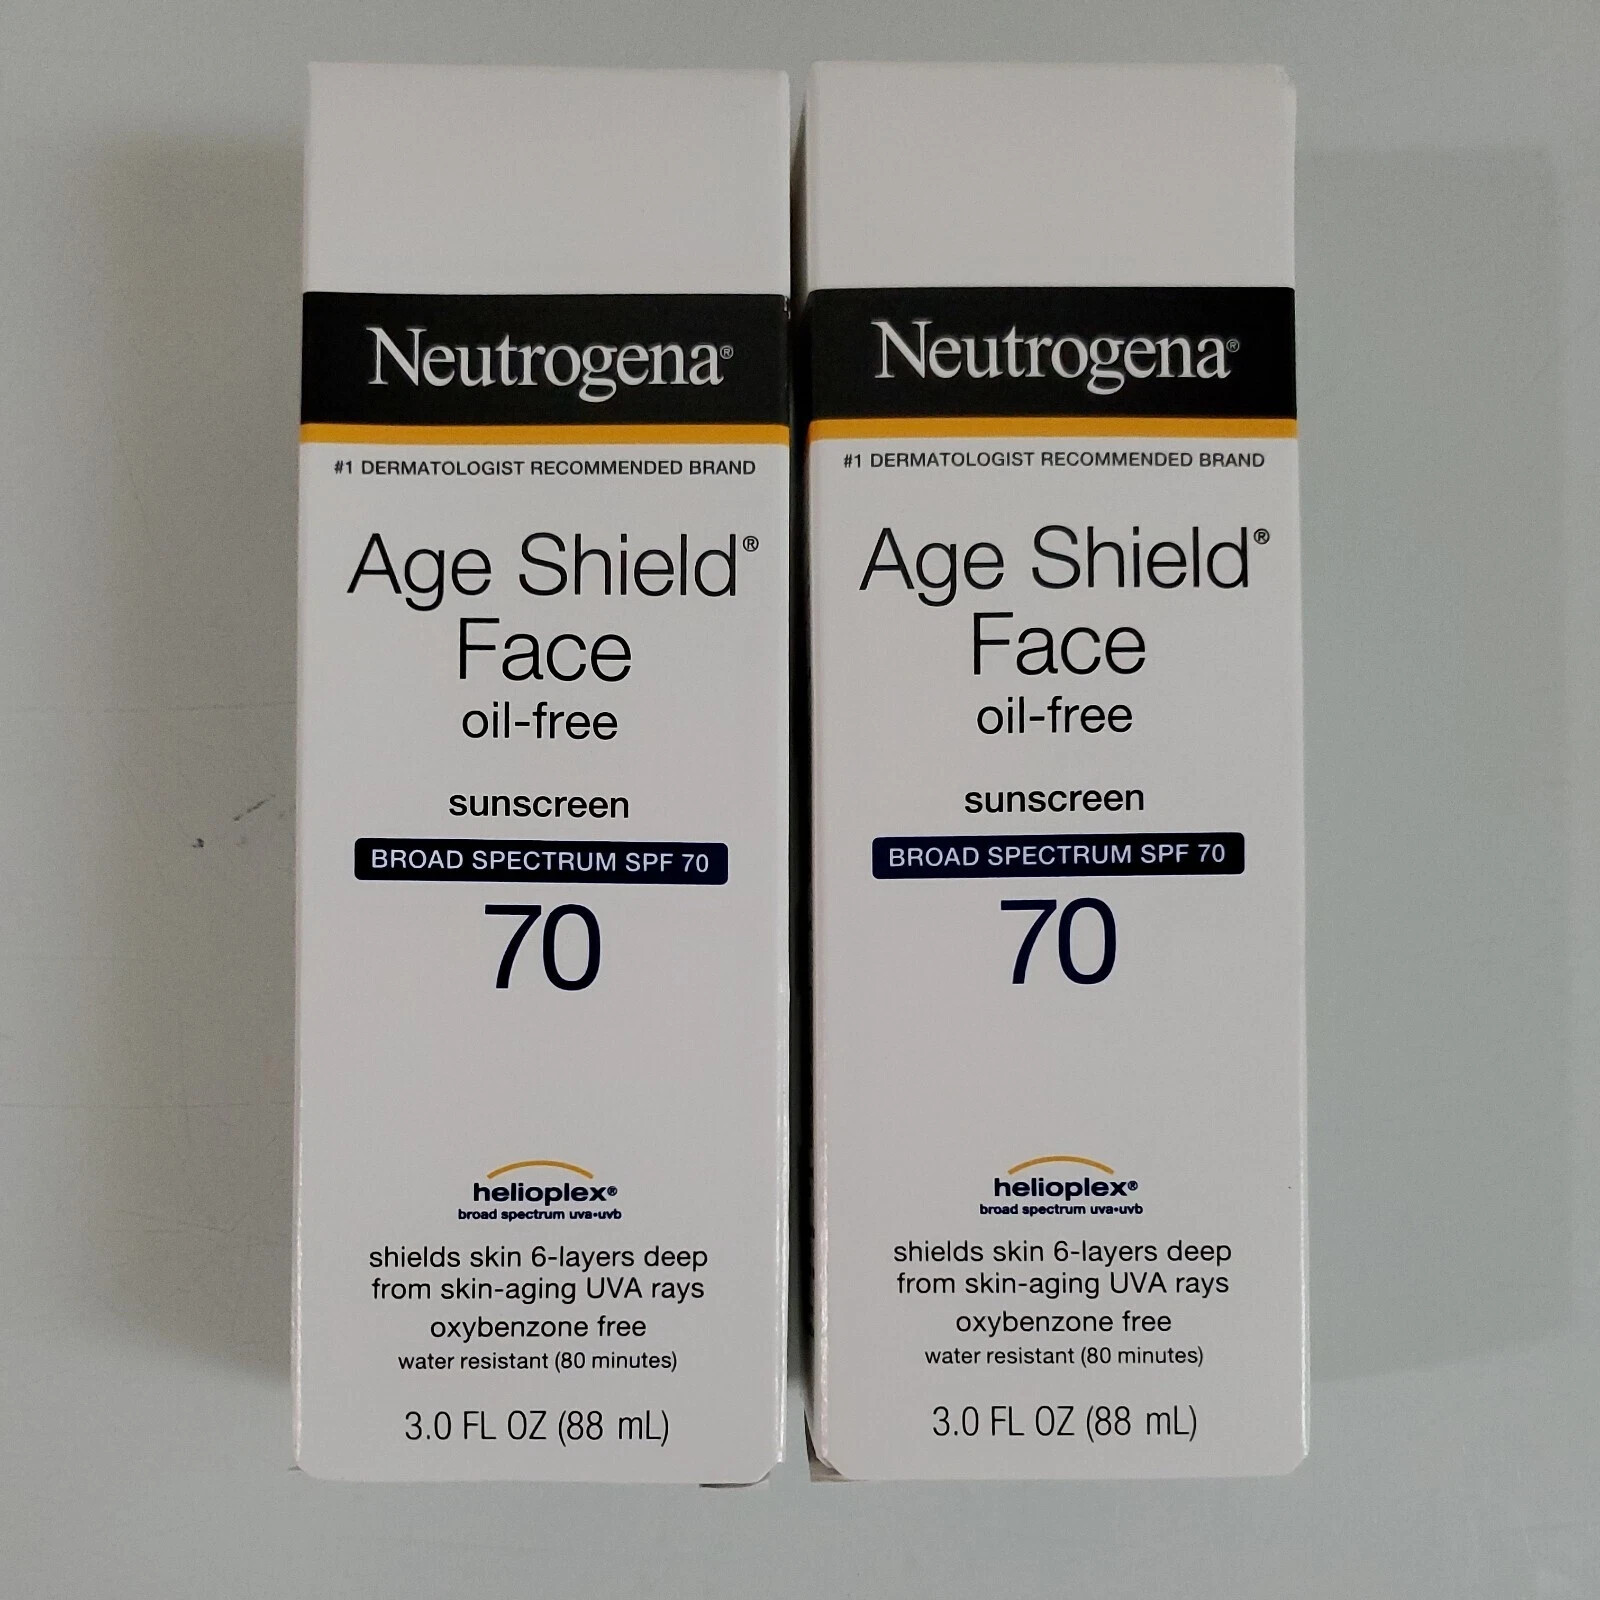 Neutrogena®
#1 DERMATOLOGIST RECOMMENDED BRAND
Age Shield®
Face
oil-free
sunscreen
BROAD SPECTRUM SPF 70
70
helioplex®
broad spectrum uva•uvb
shields skin 6-layers deep
from skin-aging UVA rays
oxybenzone free
water resistant (80 minutes)
3.0 FL OZ (88 mL)
Neutrogena®
#1 DERMATOLOGIST RECOMMENDED BRAND
Age Shield®
Face
oil-free
sunscreen
BROAD SPECTRUM SPF 70
70
helioplex®
broad spectrum uva•uvb
shields skin 6-layers deep
from skin-aging UVA rays
oxybenzone free
water resistant (80 minutes)
3.0 FL OZ (88 mL)